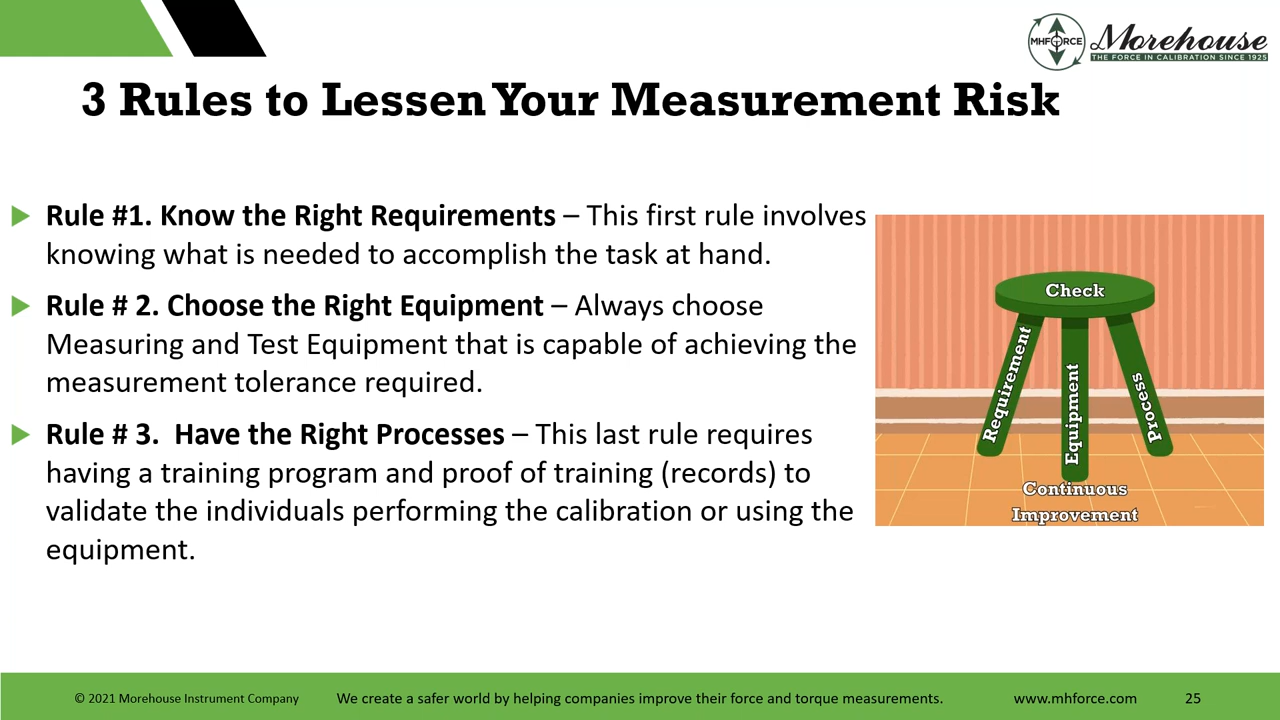 MHFORCE
Morehouse
THE FORCE IN CALIBRATION SINCE 1925
3 Rules to Lessen Your Measurement Risk
Rule #1. Know the Right Requirements – This first rule involves
knowing what is needed to accomplish the task at hand.
Rule # 2. Choose the Right Equipment – Always choose
Measuring and Test Equipment that is capable of achieving the
measurement tolerance required.
Rule # 3.  Have the Right Processes – This last rule requires
having a training program and proof of training (records) to
validate the individuals performing the calibration or using the
equipment.
Check
Requirement
Equipment
Process
Continuous
Improvement
© 2021 Morehouse Instrument Company
We create a safer world by helping companies improve their force and torque measurements.
www.mhforce.com
25